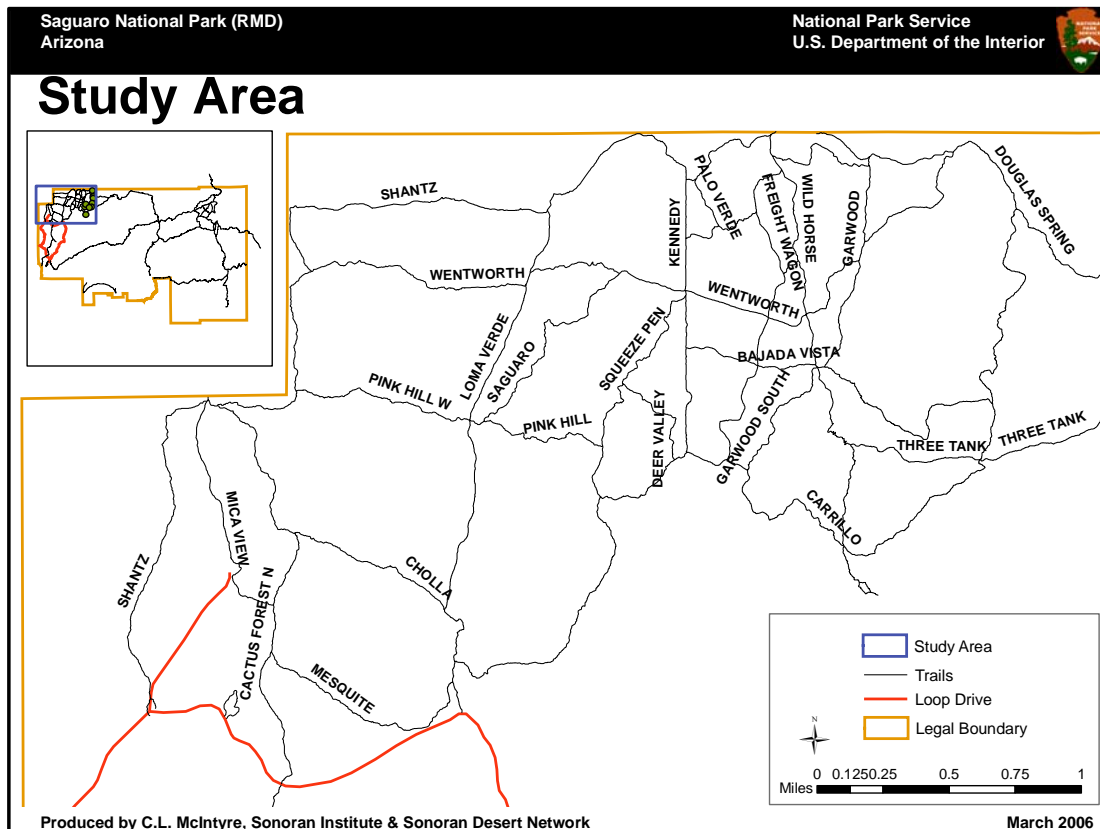 Saguaro National Park (RMD)
Arizona
National Park Service
U.S. Department of the Interior
Study Area
SHANTZ
WENTWORTH
LOMA VERDE
SAGUARO
PINK HILL W
PINK HILL
SQUEEZE PEN
DEER VALLEY
KENNEDY
PALO VERDE
FREIGHT WAGON
WILD HORSE
GARWOOD
DOUGLAS SPRING
WENTWORTH
BAJADA VISTA
GARWOOD SOUTH
THREE TANK
THREE TANK
CARRILLO
MICA VIEW
SHANTZ
CACTUS FOREST N
CHOLLA
MESQUITE
Study Area
Trails
Loop Drive
Legal Boundary
N
0 0.125 0.25 0.5 0.75 1
Miles
Produced by C.L. McIntyre, Sonoran Institute & Sonoran Desert Network
March 2006